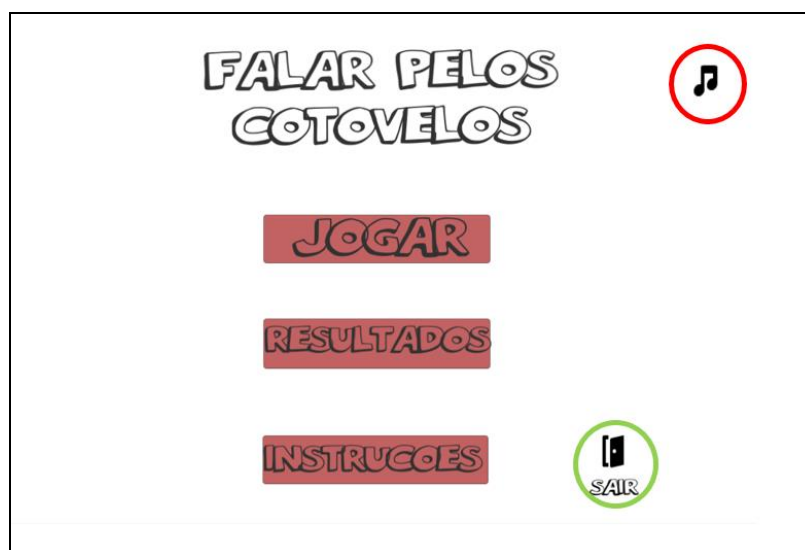 FALAR PELOS
COTOVELOS
JOGAR
RESULTADOS
INSTRUCOES
SAIR